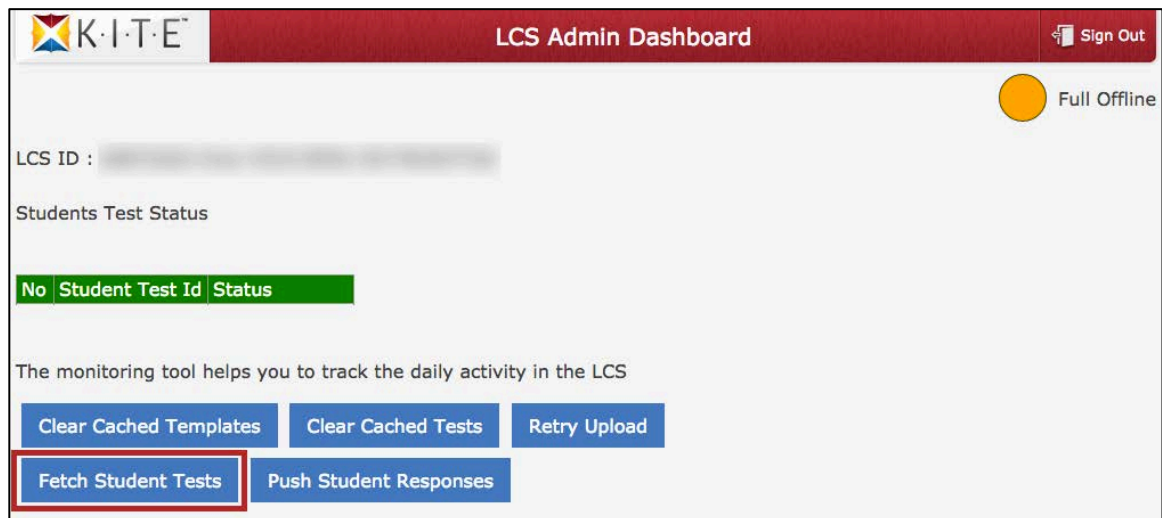 K·I·T·E™ LCS Admin Dashboard Sign Out
Full Offline
LCS ID :
Students Test Status
No Student Test Id Status
The monitoring tool helps you to track the daily activity in the LCS
Clear Cached Templates Clear Cached Tests Retry Upload
Fetch Student Tests Push Student Responses